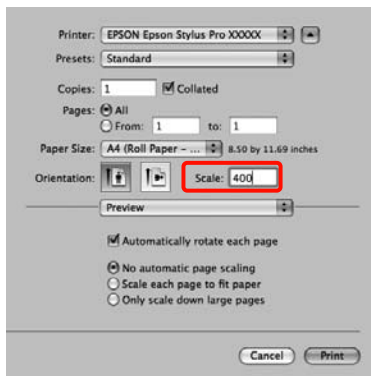 Printer: EPSON Epson Stylus Pro XXXXX
Presets: Standard
Copies: 1 Collated
Pages: All
From: 1 to: 1
Paper Size: A4 (Roll Paper - ... 8.50 by 11.69 inches
Orientation: Scale: 400
Preview
Automatically rotate each page
No automatic page scaling
Scale each page to fit paper
Only scale down large pages
Cancel Print